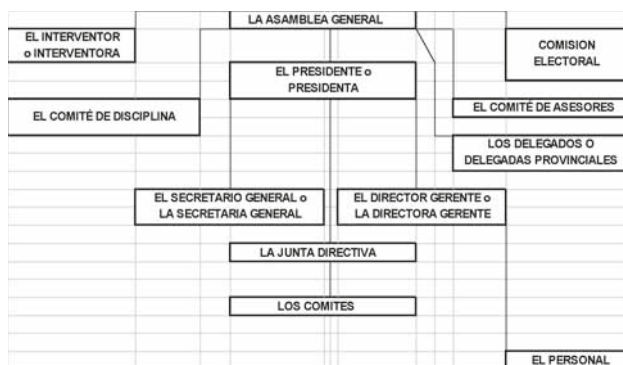 LA ASAMBLEA GENERAL
EL INTERVENTOR
o INTERVENTORA
COMISION
ELECTORAL
EL PRESIDENTE o
PRESIDENTA
EL COMITÉ DE DISCIPLINA
EL COMITÉ DE ASESORES
LOS DELEGADOS O
DELEGADAS PROVINCIALES
EL SECRETARIO GENERAL o
LA SECRETARIA GENERAL
EL DIRECTOR GERENTE o
LA DIRECTORA GERENTE
LA JUNTA DIRECTIVA
LOS COMITES
EL PERSONAL